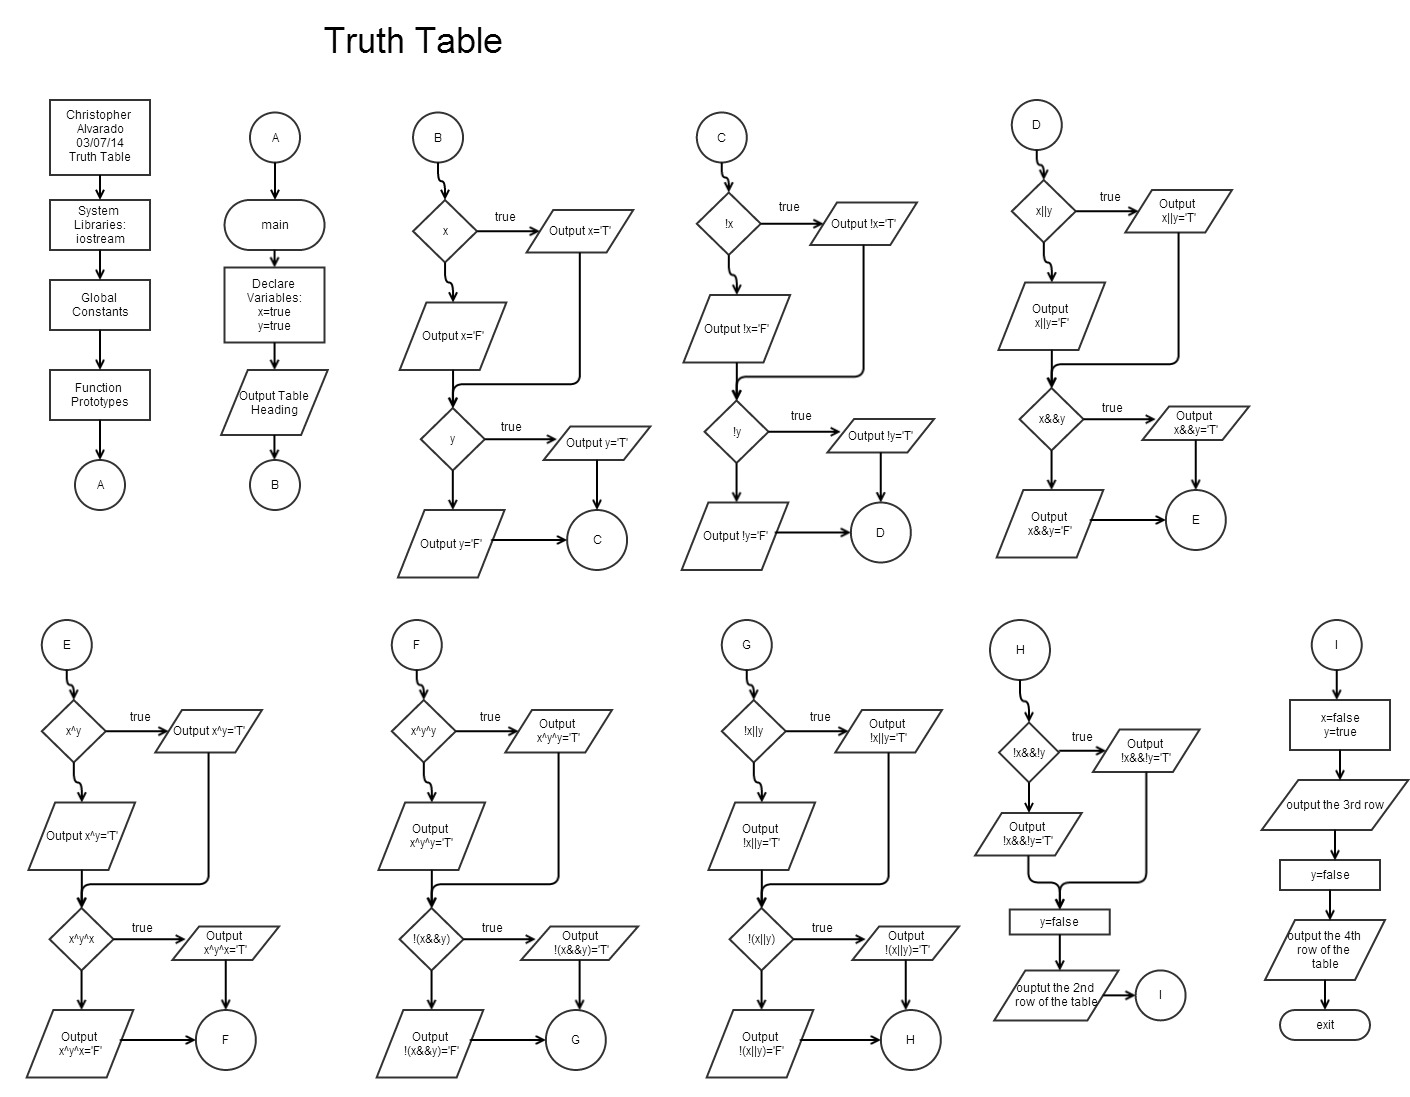 Truth Table
Christopher
Alvarado
03/07/14
Truth Table
System
Libraries:
iostream
Global
Constants
Function
Prototypes
A
A
main
Declare
Variables:
x=true
y=true
Output Table
Heading
B
B
x
true
Output x='T'
Output x='F'
y
true
Output y='T'
Output y='F'
C
C
!x
true
Output !x='T'
Output !x='F'
!y
true
Output !y='T'
Output !y='F'
D
D
x||y
true
Output
x||y='T'
Output
x||y='F'
x&&y
true
Output
x&&y='T'
Output
x&&y='F'
E
E
x^y
true
Output x^y='T'
Output x^y='T'
x^y^x
true
Output
x^y^x='T'
Output
x^y^x='F'
F
F
x^y^y
true
Output
x^y^y='T'
Output
x^y^y='T'
!(x&&y)
true
Output
!(x&&y)='T'
Output
!(x&&y)='F'
G
G
!x||y
true
Output
!x||y='T'
Output
!x||y='T'
!(x||y)
true
Output
!(x||y)='T'
Output
!(x||y)='F'
H
H
!x&&!y
true
Output
!x&&!y='T'
Output
!x&&!y='T'
y=false
ouptut the 2nd
row of the table
I
I
x=false
y=true
output the 3rd row
y=false
output the 4th
row of the
table
exit